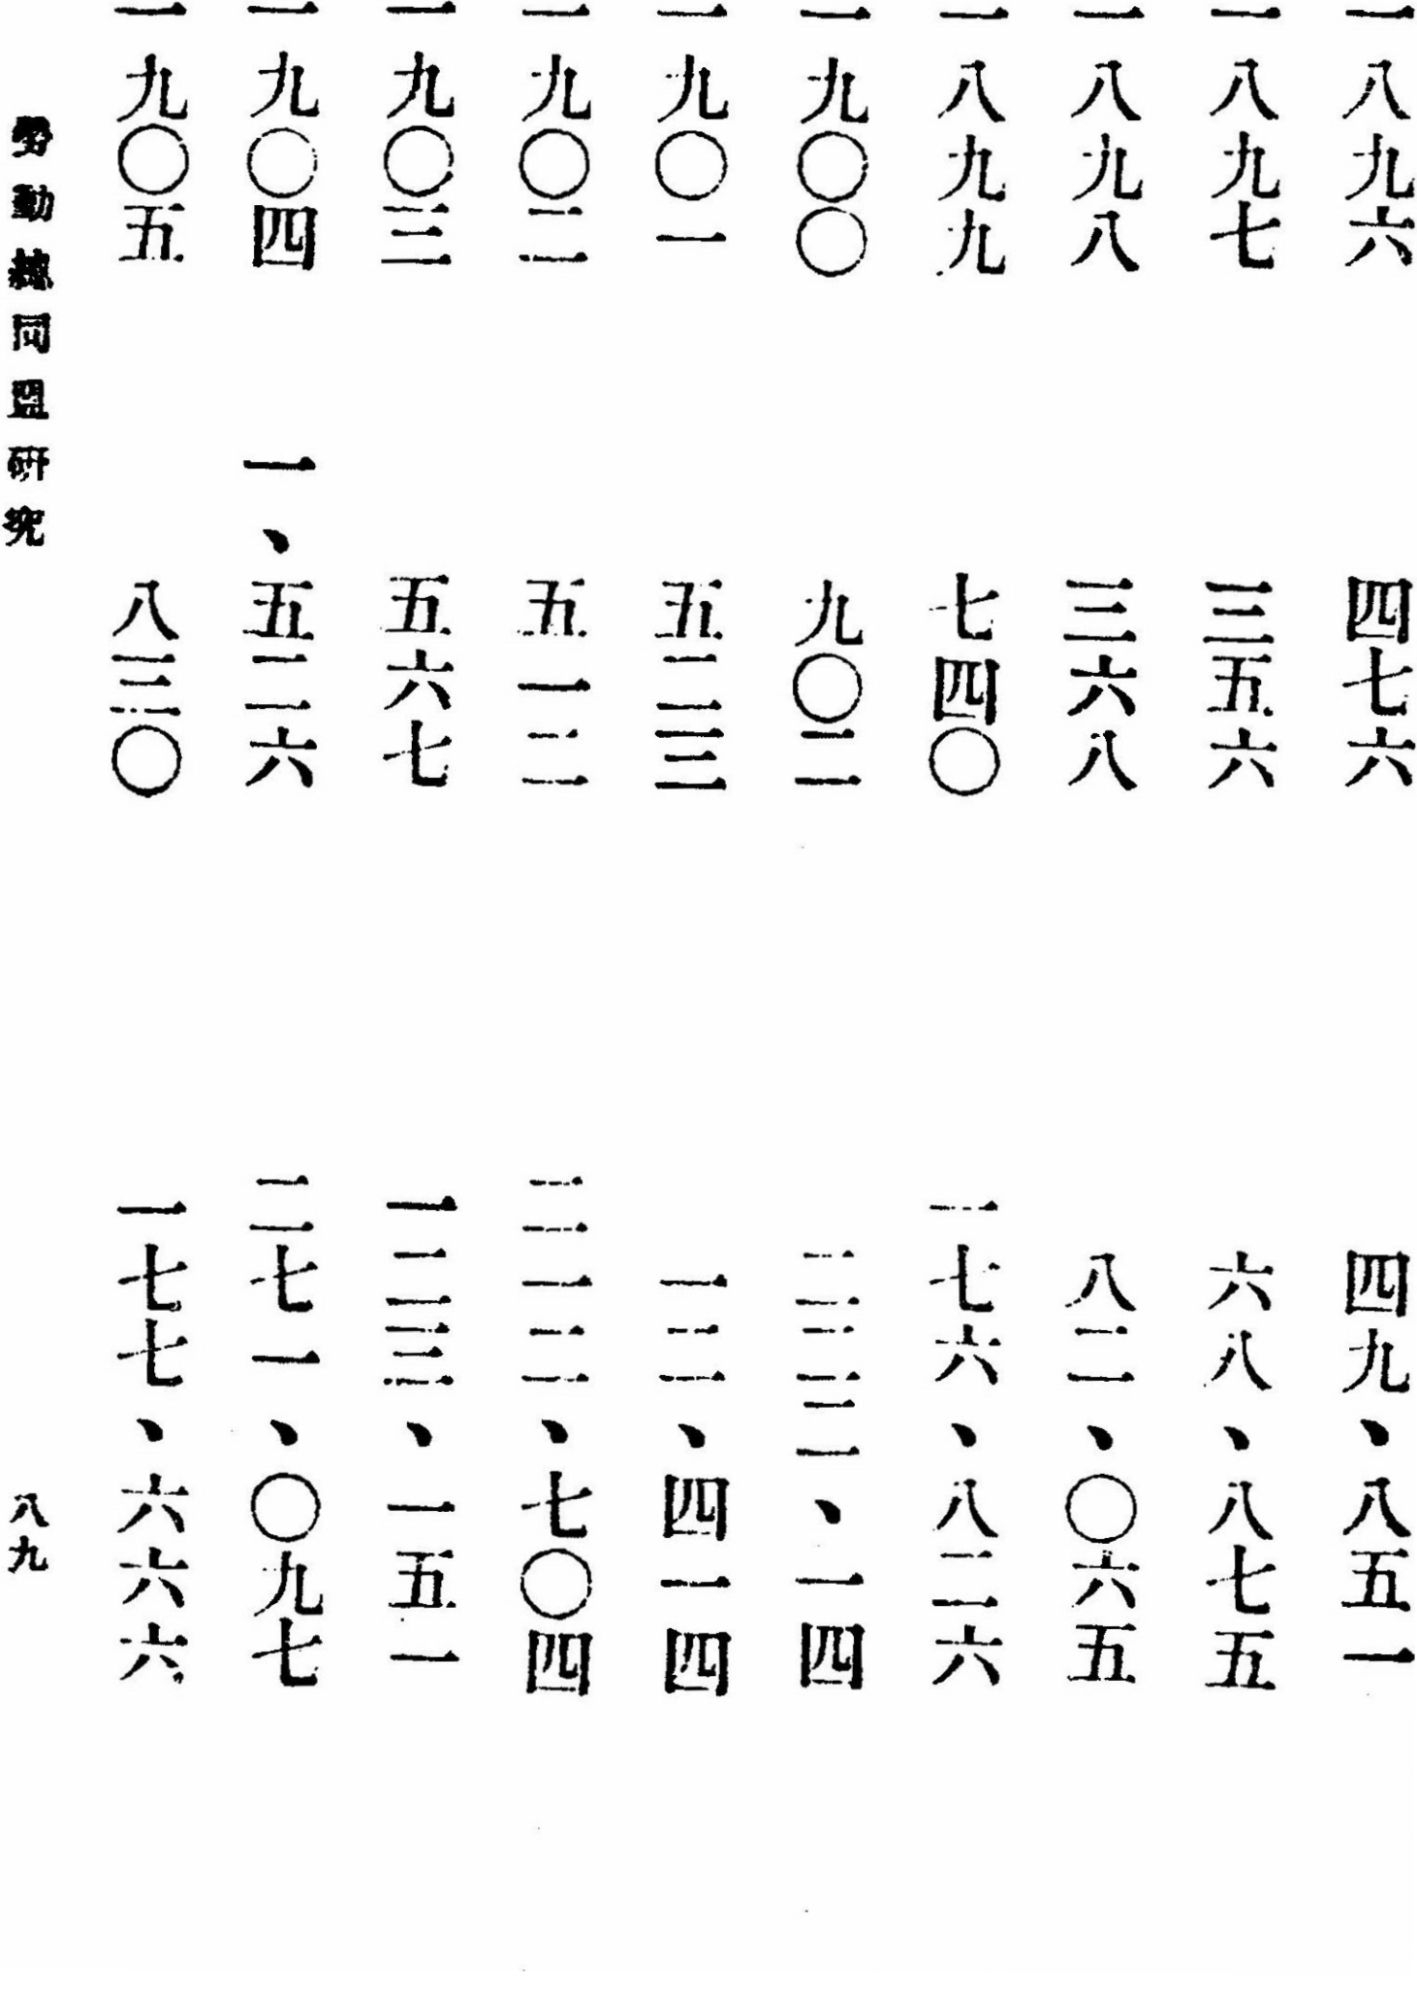 一八九六　四七六　四九、八五一
一八九七　三五六　六八、八七五
一八九八　三六八　八二、〇六五
一八九九　七四〇　一七六、八二六
一九〇〇　九〇二　二二二、一四
一九〇一　五二三　一二、四一四
一九〇二　五一二　二一二、七〇四
一九〇三　五六七　一二三、一五一
一九〇四　一、五二六　二七一、〇九七
一九〇五　八三〇　一七七、六六六
勞動總同盟研究　八九